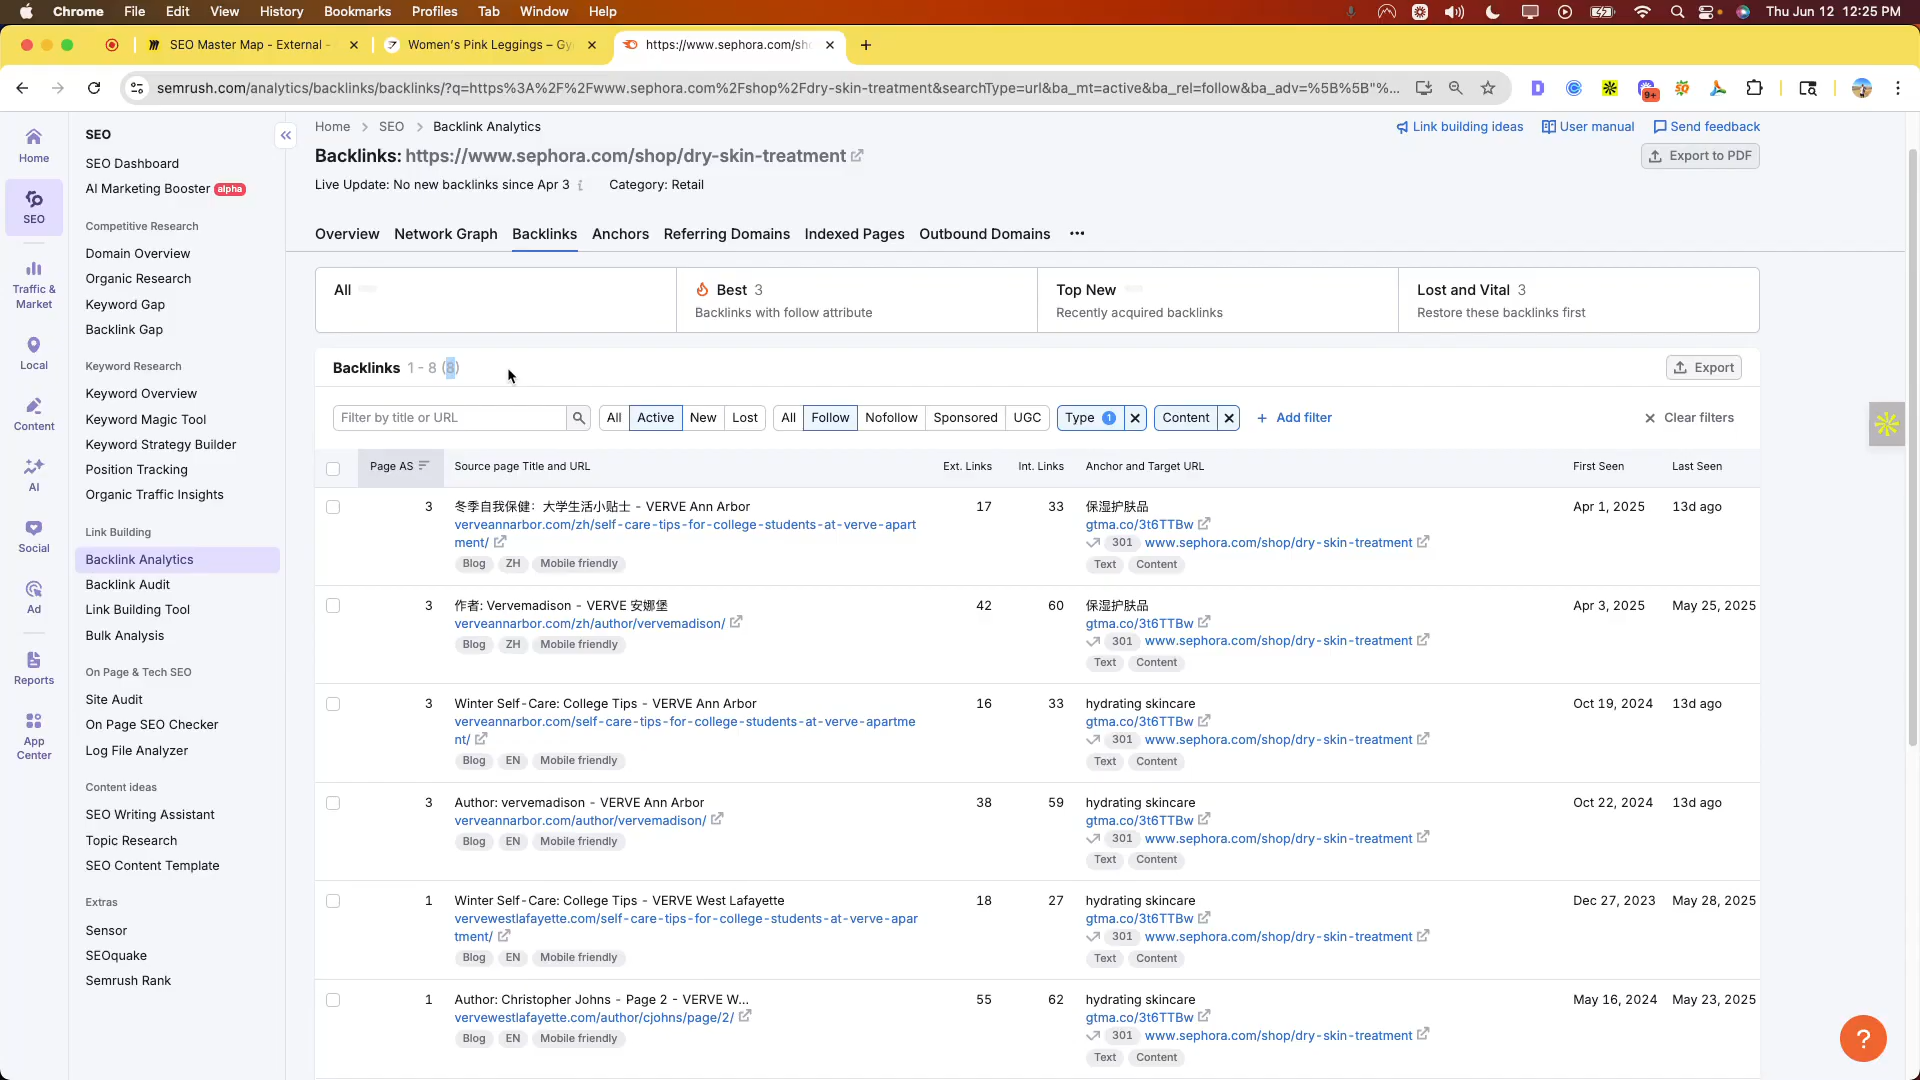 Chrome File Edit View History Bookmarks Profiles Tab Window Help Thu Jun 12 12:25 PM
SEO Master Map - External -
Women's Pink Leggings – Gy
https://www.sephora.com/sho
semrush.com/analytics/backlinks/backlinks/?q=https%3A%2F%2Fwww.sephora.com%2Fshop%2Fdry-skin-treatment&searchType=url&ba_mt=active&ba_rel=follow&ba_adv=%5B%5B"%...
9+
Home
SEO
Traffic &
Market
Local
Content
AI
Social
Ad
Reports
App
Center
SEO
SEO Dashboard
AI Marketing Booster alpha
Competitive Research
Domain Overview
Organic Research
Keyword Gap
Backlink Gap
Keyword Research
Keyword Overview
Keyword Magic Tool
Keyword Strategy Builder
Position Tracking
Organic Traffic Insights
Link Building
Backlink Analytics
Backlink Audit
Link Building Tool
Bulk Analysis
On Page & Tech SEO
Site Audit
On Page SEO Checker
Log File Analyzer
Content ideas
SEO Writing Assistant
Topic Research
SEO Content Template
Extras
Sensor
SEOquake
Semrush Rank
Home > SEO > Backlink Analytics
Link building ideas User manual Send feedback
Backlinks: https://www.sephora.com/shop/dry-skin-treatment
Export to PDF
Live Update: No new backlinks since Apr 3 i Category: Retail
Overview Network Graph Backlinks Anchors Referring Domains Indexed Pages Outbound Domains ...
All
Best 3
Backlinks with follow attribute
Top New
Recently acquired backlinks
Lost and Vital 3
Restore these backlinks first
Backlinks 1 - 8 (8)
Export
Filter by title or URL All Active New Lost All Follow Nofollow Sponsored UGC Type 1 Content + Add filter Clear filters
Page AS Source page Title and URL Ext. Links Int. Links Anchor and Target URL First Seen Last Seen
3 冬季自我保健：大学生活小贴士 - VERVE Ann Arbor 17 33 保湿护肤品 Apr 1, 2025 13d ago
verveannarbor.com/zh/self-care-tips-for-college-students-at-verve-apart gtma.co/3t6TTBw
ment/ 301 www.sephora.com/shop/dry-skin-treatment
Blog ZH Mobile friendly Text Content
3 作者: Vervemadison - VERVE 安娜堡 42 60 保湿护肤品 Apr 3, 2025 May 25, 2025
verveannarbor.com/zh/author/vervemadison/ gtma.co/3t6TTBw
301 www.sephora.com/shop/dry-skin-treatment
Blog ZH Mobile friendly Text Content
3 Winter Self-Care: College Tips - VERVE Ann Arbor 16 33 hydrating skincare Oct 19, 2024 13d ago
verveannarbor.com/self-care-tips-for-college-students-at-verve-apartme gtma.co/3t6TTBw
nt/ 301 www.sephora.com/shop/dry-skin-treatment
Blog EN Mobile friendly Text Content
3 Author: vervemadison - VERVE Ann Arbor 38 59 hydrating skincare Oct 22, 2024 13d ago
verveannarbor.com/author/vervemadison/ gtma.co/3t6TTBw
301 www.sephora.com/shop/dry-skin-treatment
Blog EN Mobile friendly Text Content
1 Winter Self-Care: College Tips - VERVE West Lafayette 18 27 hydrating skincare Dec 27, 2023 May 28, 2025
vervewestlafayette.com/self-care-tips-for-college-students-at-verve-apar gtma.co/3t6TTBw
tment/ 301 www.sephora.com/shop/dry-skin-treatment
Blog EN Mobile friendly Text Content
1 Author: Christopher Johns - Page 2 - VERVE W... 55 62 hydrating skincare May 16, 2024 May 23, 2025
vervewestlafayette.com/author/cjohns/page/2/ gtma.co/3t6TTBw
301 www.sephora.com/shop/dry-skin-treatment
Blog EN Mobile friendly Text Content
?